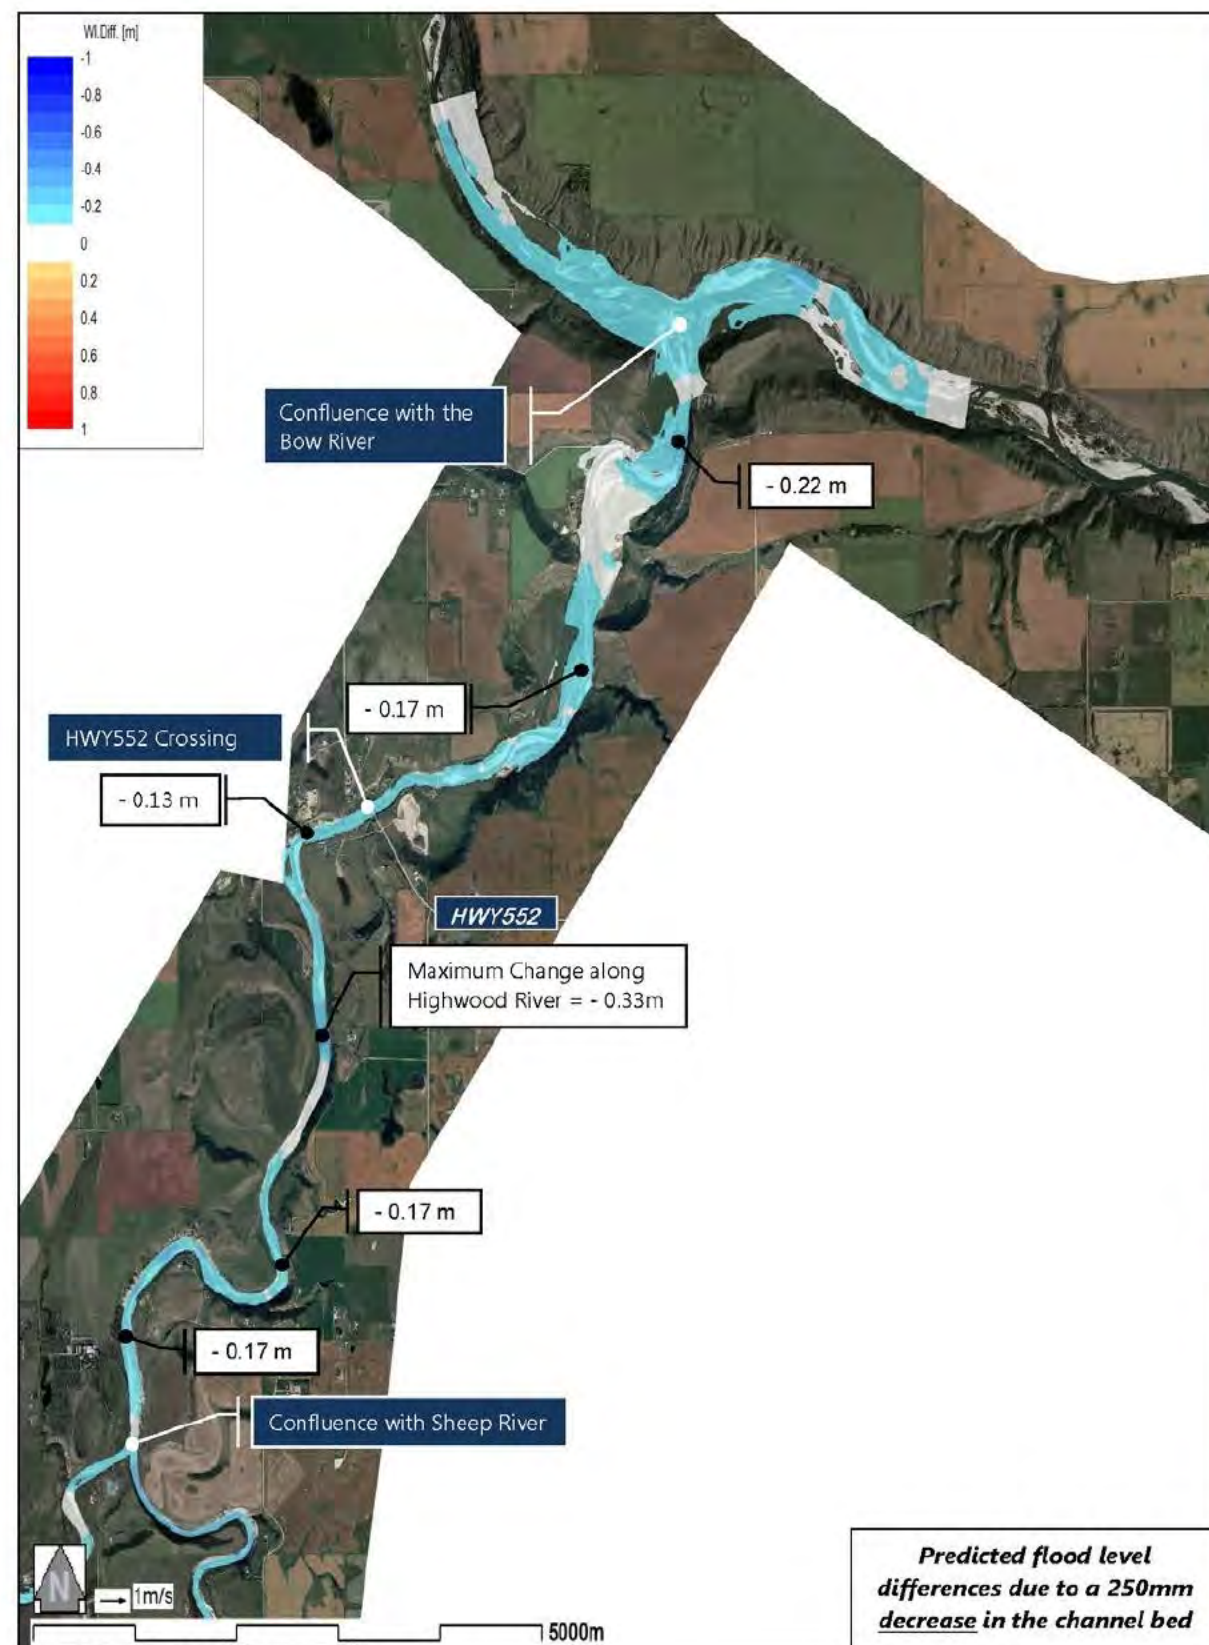 Wl.Diff. [m]
-1
-0.8
-0.6
-0.4
-0.2
0
0.2
0.4
0.6
0.8
1
Confluence with the
Bow River
- 0.22 m
- 0.17 m
HWY552 Crossing
- 0.13 m
HWY552
Maximum Change along
Highwood River = - 0.33m
- 0.17 m
- 0.17 m
Confluence with Sheep River
N
1m/s
5000m
Predicted flood level
differences due to a 250mm
decrease in the channel bed